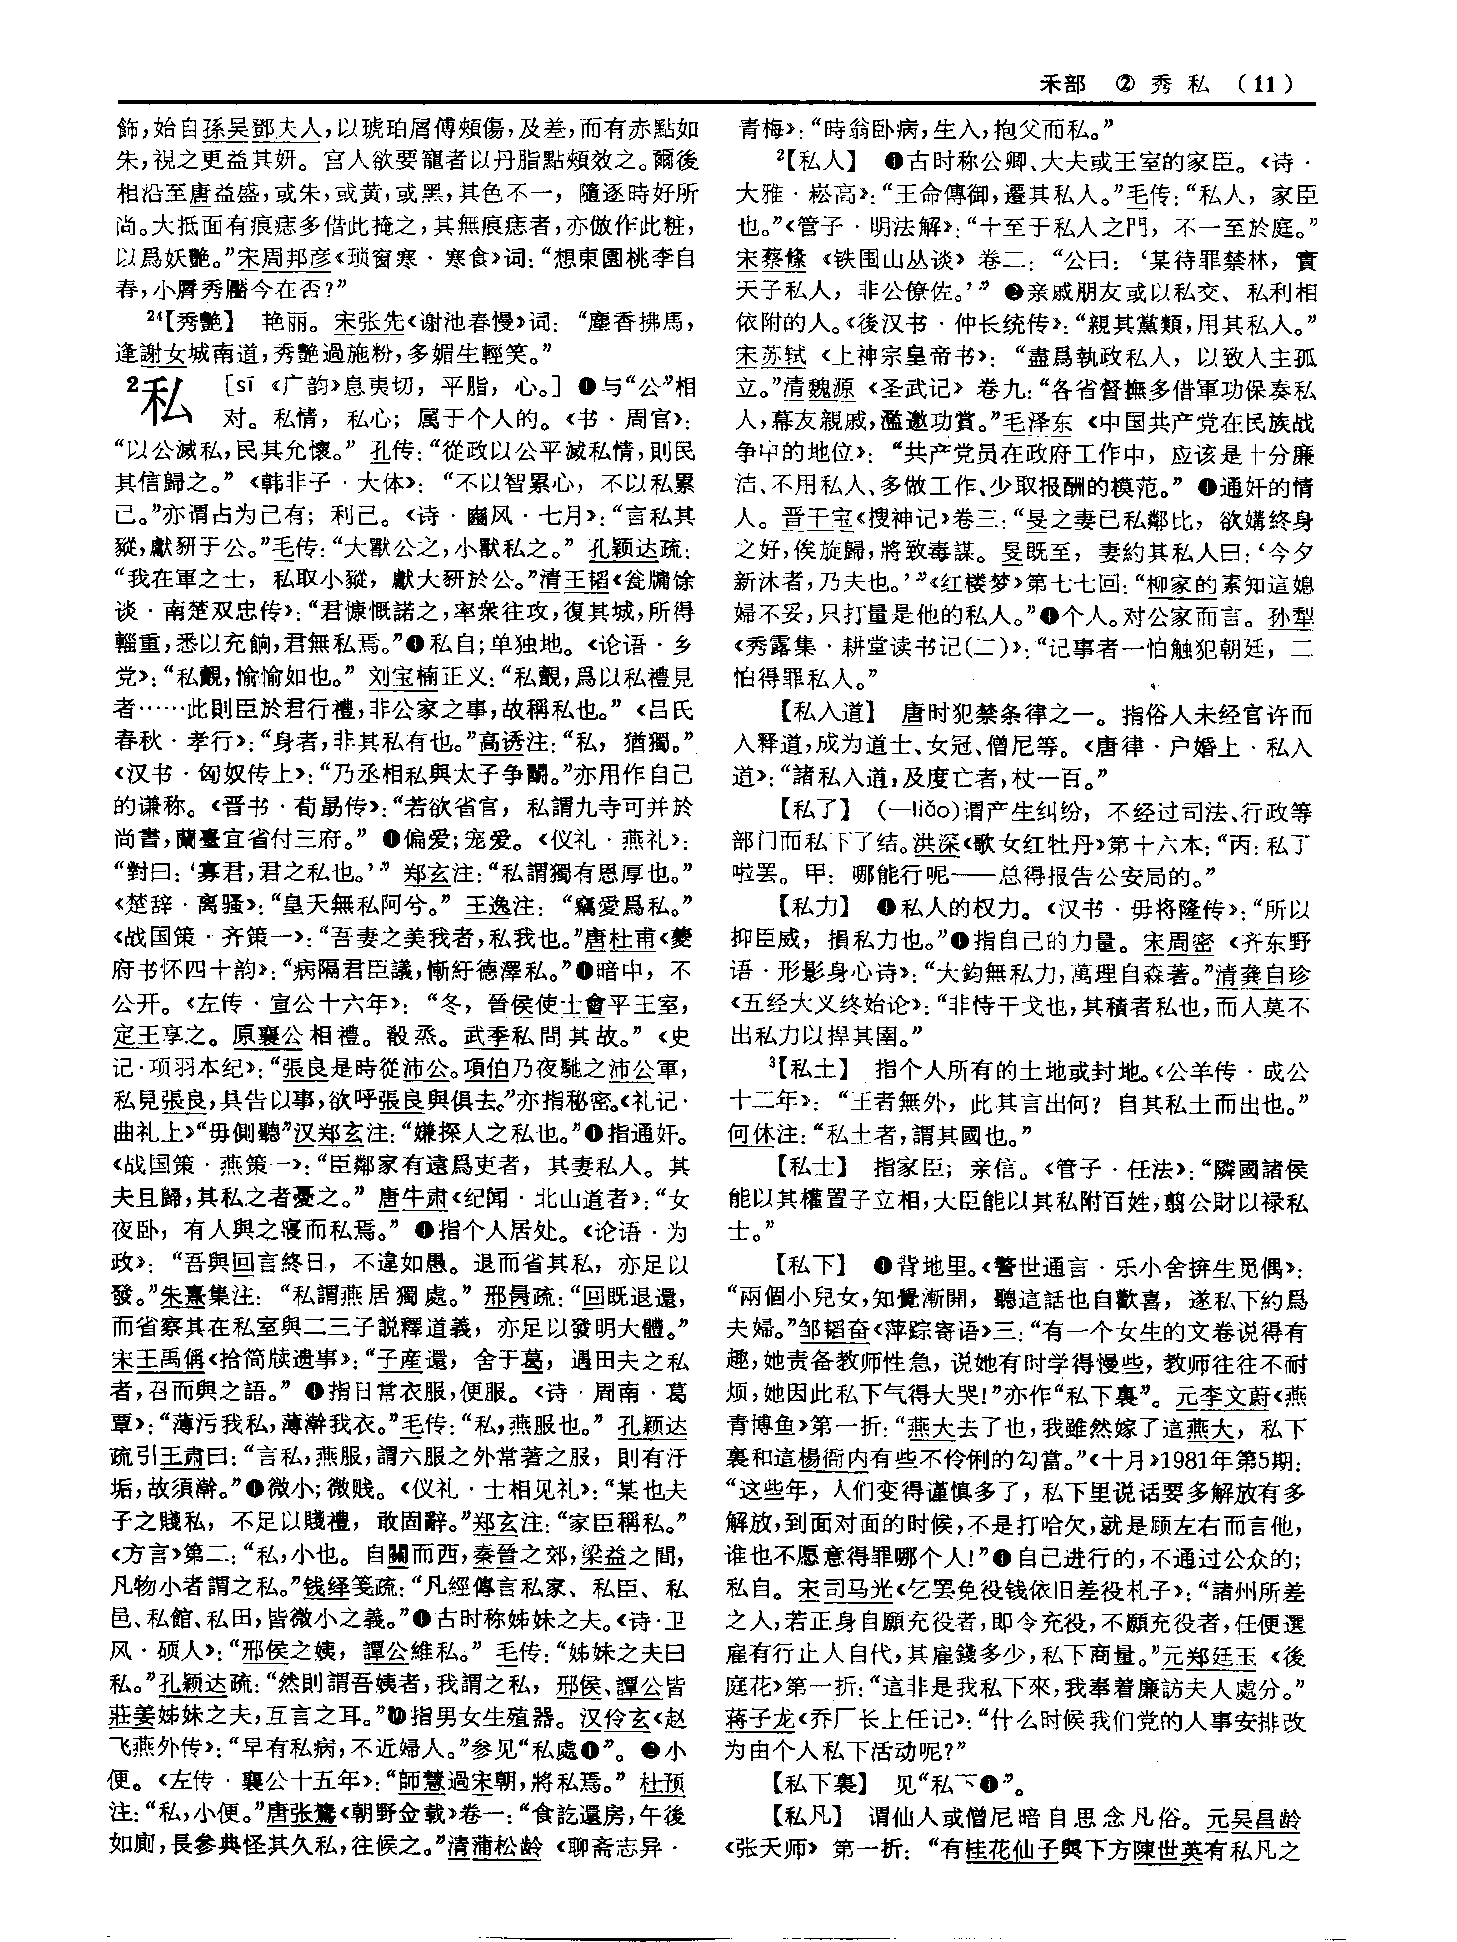 禾部 ② 秀私 (11)
飾，始自孫吴鄧夫人，以琥珀屑傅頰傷，及差，而有赤點如
朱，視之更益其妍。宫人欲要寵者以丹脂點頰效之。爾後
相沿至唐益盛，或朱，或黄，或黑，其色不一，隨逐時好所
尚。大抵面有痕痣多借此掩之，其無痕痣者，亦倣作此粧，
以爲妖艷。”宋周邦彦《琐窗寒·寒食》词：“想東園桃李自
春，小脣秀靨今在否？”
24【秀艷】 艳丽。宋张先《谢池春慢》词：“塵香拂馬，
逢謝女城南道，秀艷過施粉，多媚生輕笑。”
2私 [sī 《广韵》息夷切，平脂，心。] ❶与“公”相
对。私情，私心；属于个人的。《书·周官》：
“以公滅私，民其允懷。” 孔传：“從政以公平滅私情，則民
其信歸之。” 《韩非子·大体》：“不以智累心，不以私累
己。”亦谓占为己有；利己。《诗·豳风·七月》：“言私其
豵，獻豜于公。”毛传：“大獸公之，小獸私之。” 孔颖达疏：
“我在軍之士，私取小豵，獻大豜於公。”清王韬《瓮牖馀
谈·南楚双忠传》：“君慷慨諾之，率衆往攻，復其城，所得
輜重，悉以充餉，君無私焉。”私自；单独地。《论语·乡
党》：“私覿，愉愉如也。” 刘宝楠正义：“私覿，爲以私禮見
者……此則臣於君行禮，非公家之事，故稱私也。” 《吕氏
春秋·孝行》：“身者，非其私有也。”高诱注：“私，猶獨。”
《汉书·匈奴传上》：“乃丞相私與太子争鬭。”亦用作自己
的谦称。《晋书·荀勗传》：“若欲省官，私謂九寺可并於
尚書，蘭臺宜省付三府。” 偏爱；宠爱。《仪礼·燕礼》：
“對曰：‘寡君，君之私也。’” 郑玄注：“私謂獨有恩厚也。”
《楚辞·离骚》：“皇天無私阿兮。” 王逸注：“竊愛爲私。”
《战国策·齐策一》：“吾妻之美我者，私我也。”唐杜甫《夔
府书怀四十韵》：“病隔君臣議，慚紆德澤私。”暗中，不
公开。《左传·宣公十六年》：“冬，晉侯使士會平王室，
定王享之。原襄公相禮。殽烝。武季私問其故。” 《史
记·项羽本纪》：“張良是時從沛公。項伯乃夜馳之沛公軍，
私見張良，具告以事，欲呼張良與俱去。”亦指秘密。《礼记·
曲礼上》“毋側聽”汉郑玄注：“嫌探人之私也。”指通奸。
《战国策·燕策一》：“臣鄰家有遠爲吏者，其妻私人。其
夫且歸，其私之者憂之。” 唐牛肃《纪闻·北山道者》：“女
夜卧，有人與之寢而私焉。” 指个人居处。《论语·为
政》：“吾與回言終日，不違如愚。退而省其私，亦足以
發。”朱熹集注：“私謂燕居獨處。” 邢昺疏：“回既退還，
而省察其在私室與二三子説釋道義，亦足以發明大體。”
宋王禹偁《拾简牍遗事》：“子産還，舍于葛，遇田夫之私
者，召而與之語。” 指日常衣服，便服。《诗·周南·葛
覃》：“薄污我私，薄澣我衣。”毛传：“私，燕服也。” 孔颖达
疏引王肃曰：“言私，燕服，謂六服之外常著之服，則有汙
垢，故須澣。”微小；微贱。《仪礼·士相见礼》：“某也夫
子之賤私，不足以踐禮，敢固辭。”郑玄注：“家臣稱私。”
《方言》第二：“私，小也。自關而西，秦晉之郊，梁益之間，
凡物小者謂之私。”钱绎笺疏：“凡經傳言私家、私臣、私
邑、私館、私田，皆微小之義。”古时称姊妹之夫。《诗·卫
风·硕人》：“邢侯之姨，譚公維私。” 毛传：“姊妹之夫曰
私。”孔颖达疏：“然則謂吾姨者，我謂之私，邢侯、譚公皆
莊姜姊妹之夫，互言之耳。”指男女生殖器。汉伶玄《赵
飞燕外传》：“早有私病，不近婦人。”参见“私處”。小
便。《左传·襄公十五年》：“師慧過宋朝，將私焉。” 杜预
注：“私，小便。”唐张鷟《朝野佥载》卷一：“食訖還房，午後
如廁，長參典怪其久私，往候之。”清蒲松龄《聊斋志异·
青梅》：“時翁卧病，生入，抱父而私。”
2【私人】 ❶古时称公卿、大夫或王室的家臣。《诗·
大雅·崧高》：“王命傅御，遷其私人。”毛传：“私人，家臣
也。”《管子·明法解》：“十至于私人之門，不一至於庭。”
宋蔡絛《铁围山丛谈》卷二：“公曰：‘某待罪禁林，實
天子私人，非公僚佐。’” ❷亲戚朋友或以私交、私利相
依附的人。《後汉书·仲长统传》：“親其黨類，用其私人。”
宋苏轼《上神宗皇帝书》：“盡爲執政私人，以致人主孤
立。”清魏源《圣武记》卷九：“各省督撫多借軍功保奏私
人，幕友親戚，濫邀功賞。”毛泽东《中国共产党在民族战
争中的地位》：“共产党员在政府工作中，应该是十分廉
洁、不用私人、多做工作、少取报酬的模范。” 通奸的情
人。晋干宝《搜神记》卷三：“旻之妻已私鄰比，欲媾終身
之好，俟旋歸，將致毒謀。旻既至，妻約其私人曰：‘今夕
新沐者，乃夫也。’”《红楼梦》第七七回：“柳家的素知這媳
婦不妥，只打量是他的私人。”个人。对公家而言。孙犁
《秀露集·耕堂读书记(二)》：“记事者一怕触犯朝廷，二
怕得罪私人。”
【私入道】 唐时犯禁条律之一。指俗人未经官许而
入释道，成为道士、女冠、僧尼等。《唐律·户婚上·私入
道》：“諸私入道，及度亡者，杖一百。”
【私了】 (—liǎo)谓产生纠纷，不经过司法、行政等
部门而私下了结。洪深《歌女红牡丹》第十六本：“丙：私了
啦罢。甲：哪能行呢——总得报告公安局的。”
【私力】 ❶私人的权力。《汉书·毋将隆传》：“所以
抑臣威，損私力也。”指自己的力量。宋周密《齐东野
语·形影身心诗》：“大鈞無私力，萬理自森著。”清龚自珍
《五经大义终始论》：“非恃干戈也，其積者私也，而人莫不
出私力以捍其圉。”
3【私土】 指个人所有的土地或封地。《公羊传·成公
十二年》：“王者無外，此其言出何？自其私土而出也。”
何休注：“私土者，謂其國也。”
【私士】 指家臣；亲信。《管子·任法》：“隣國諸侯
能以其權置子立相，大臣能以其私附百姓，翦公財以禄私
士。”
【私下】 ❶背地里。《警世通言·乐小舍拚生觅偶》：
“兩個小兒女，知覺漸開，聽這話也自歡喜，遂私下約爲
夫婦。”邹韬奋《萍踪寄语》三：“有一个女生的文卷说得有
趣，她责备教师性急，说她有时学得慢些，教师往往不耐
烦，她因此私下气得大哭！”亦作“私下裏”。元李文蔚《燕
青博鱼》第一折：“燕大去了也，我雖然嫁了這燕大，私下
裏和這楊衙内有些不伶俐的勾當。”《十月》1981年第5期：
“这些年，人们变得谨慎多了，私下里说话要多解放有多
解放，到面对面的时候，不是打哈欠，就是顾左右而言他，
谁也不愿意得罪哪个人！”自己进行的，不通过公众的；
私自。宋司马光《乞罢免役钱依旧差役札子》：“諸州所差
之人，若正身自願充役者，即令充役，不願充役者，任便選
雇有行止人自代，其雇錢多少，私下商量。”元郑廷玉《後
庭花》第一折：“這非是我私下來，我奉着廉訪夫人處分。”
蒋子龙《乔厂长上任记》：“什么时候我们党的人事安排改
为由个人私下活动呢？”
【私下裏】 见“私下❶”。
【私凡】 谓仙人或僧尼暗自思念凡俗。元吴昌龄
《张天师》第一折：“有桂花仙子與下方陳世英有私凡之